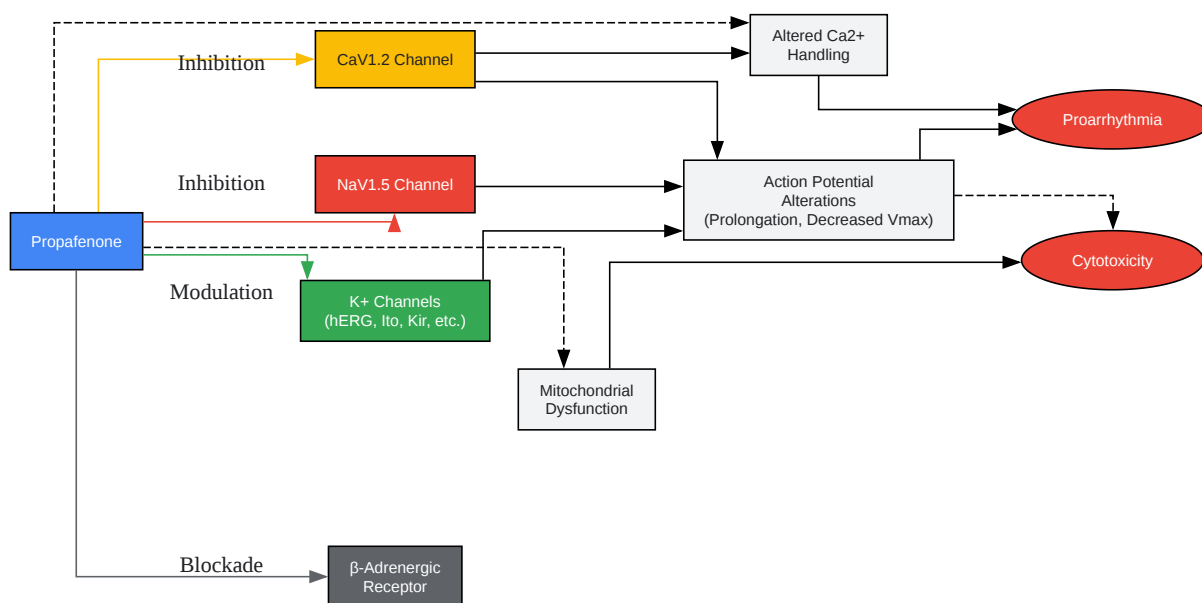 Altered Ca2+
Handling
Inhibition
CaV1.2 Channel
Proarrhythmia
Inhibition
NaV1.5 Channel
Action Potential
Alterations
(Prolongation, Decreased Vmax)
Propafenone
Cytotoxicity
Modulation
K+ Channels
(hERG, Ito, Kir, etc.)
Mitochondrial
Dysfunction
Blockade
β-Adrenergic
Receptor